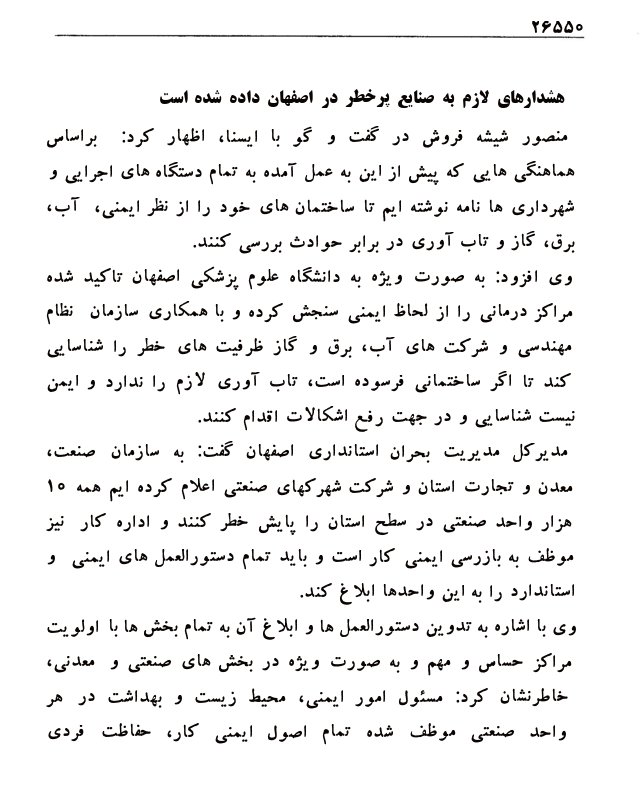 ۲۶۵۵۰
هشدارهای لازم به صنایع پرخطر در اصفهان داده شده است
منصور شیشه فروش در گفت و گو با ایسنا، اظهار کرد: براساس
هماهنگی هایی که پیش از این به عمل آمده به تمام دستگاه های اجرایی و
شهرداری ها نامه نوشته ایم تا ساختمان های خود را از نظر ایمنی، آب،
برق، گاز و تاب آوری در برابر حوادث بررسی کنند.
وی افزود: به صورت ویژه به دانشگاه علوم پزشکی اصفهان تاکید شده
مراکز درمانی را از لحاظ ایمنی سنجش کرده و با همکاری سازمان نظام
مهندسی و شرکت های آب، برق و گاز ظرفیت های خطر را شناسایی
کند تا اگر ساختمانی فرسوده است، تاب آوری لازم را ندارد و ایمن
نیست شناسایی و در جهت رفع اشکالات اقدام کنند.
مدیرکل مدیریت بحران استانداری اصفهان گفت: به سازمان صنعت،
معدن و تجارت استان و شرکت شهرکهای صنعتی اعلام کرده ایم همه ۱۵
هزار واحد صنعتی در سطح استان را پایش خطر کنند و اداره کار نیز
موظف به بازرسی ایمنی کار است و باید تمام دستورالعمل های ایمنی و
استاندارد را به این واحدها ابلاغ کند.
وی با اشاره به تدوین دستورالعمل ها و ابلاغ آن به تمام بخش ها با اولویت
مراکز حساس و مهم و به صورت ویژه در بخش های صنعتی و معدنی،
خاطرنشان کرد: مسئول امور ایمنی، محیط زیست و بهداشت در هر
واحد صنعتی موظف شده تمام اصول ایمنی کار، حفاظت فردی